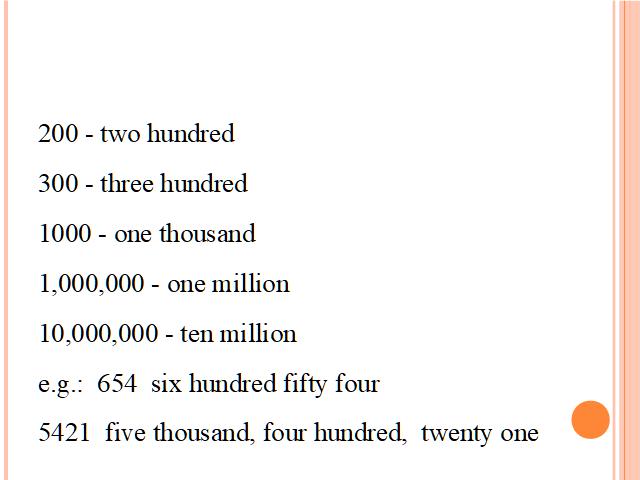 200 - two hundred
300 - three hundred
1000 - one thousand
1,000,000 - one million
10,000,000 - ten million
e.g.:  654  six hundred fifty four
5421  five thousand, four hundred,  twenty one